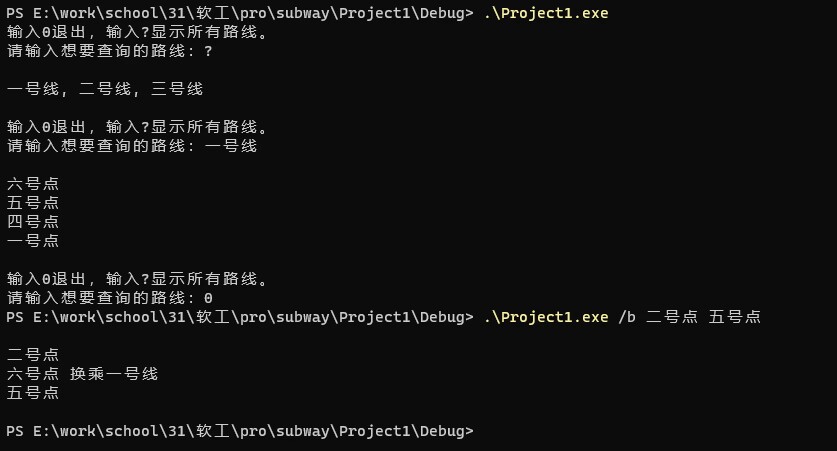 PS E:\work\school\31\软工\pro\subway\Project1\Debug> .\Project1.exe
输入0退出，输入?显示所有路线。
请输入想要查询的路线：?
一号线，二号线，三号线
输入0退出，输入?显示所有路线。
请输入想要查询的路线：一号线
六号点
五号点
四号点
一号点
输入0退出，输入?显示所有路线。
请输入想要查询的路线：0
PS E:\work\school\31\软工\pro\subway\Project1\Debug> .\Project1.exe /b 二号点 五号点
二号点
六号点 换乘一号线
五号点
PS E:\work\school\31\软工\pro\subway\Project1\Debug>